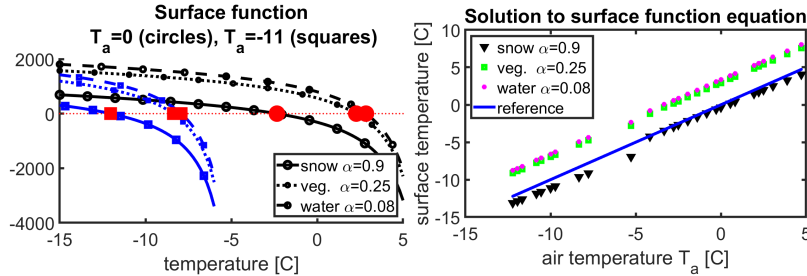 Surface function
T_a=0 (circles), T_a=-11 (squares)
2000
0
-2000
-4000
-15
-10
-5
0
5
temperature [C]
snow α=0.9
veg. α=0.25
water α=0.08
Solution to surface function equation
surface temperature [C]
10
5
0
-5
-10
-15
-15
-10
-5
0
5
air temperature T_a [C]
snow α=0.9
veg. α=0.25
water α=0.08
reference